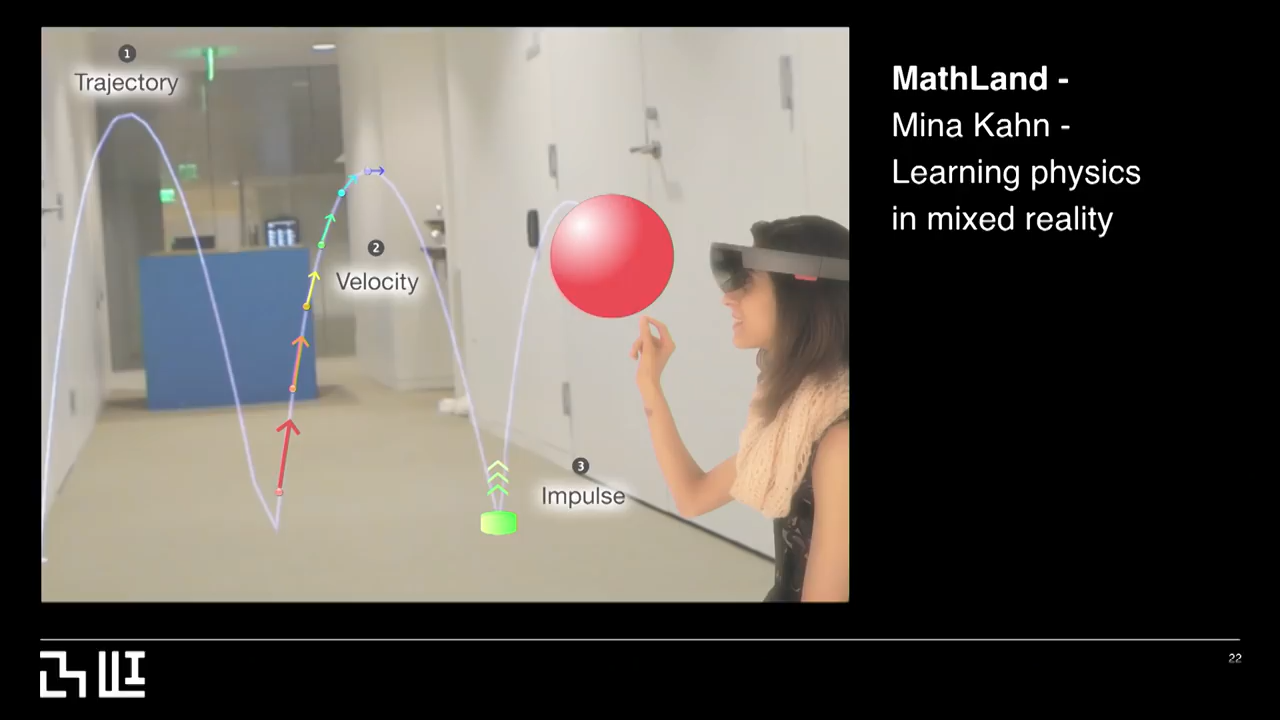 1
Trajectory
2
Velocity
3
Impulse
MathLand -
Mina Kahn -
Learning physics
in mixed reality
22